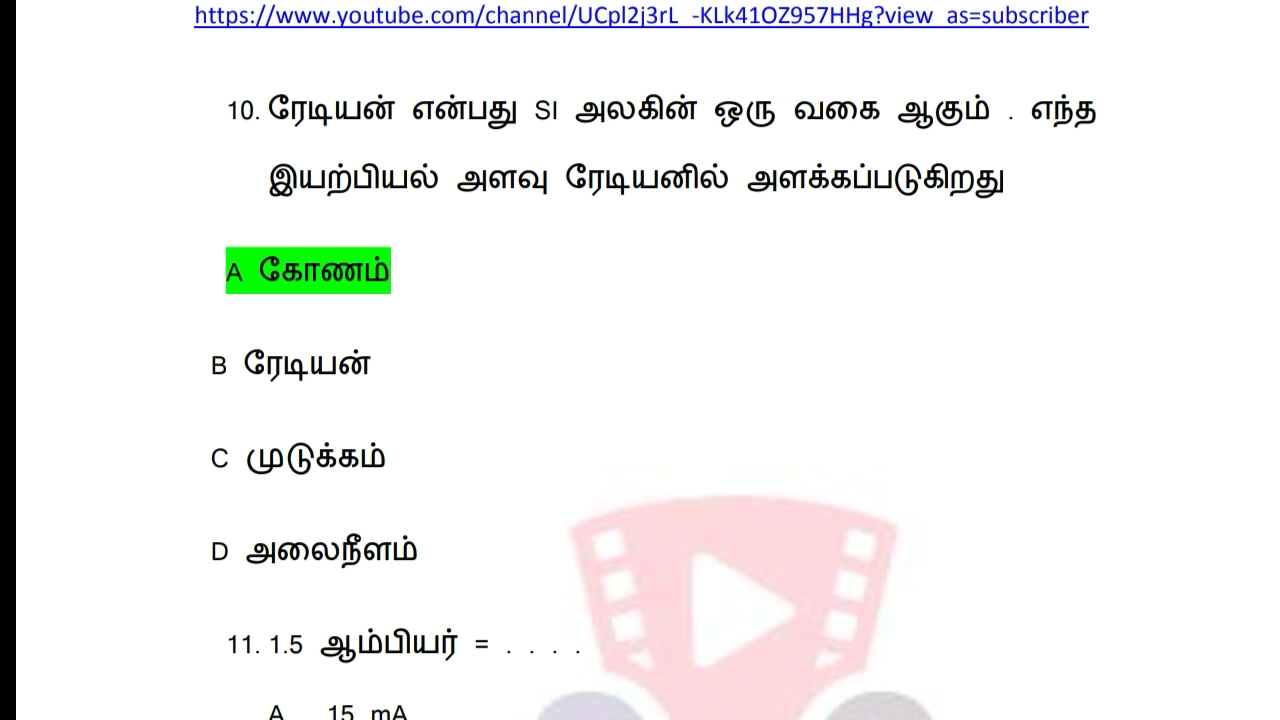 https://www.youtube.com/channel/UCpl2j3rL_-KLk41OZ957HHg?view_as=subscriber
10. ரேடியன் என்பது SI அலகின் ஒரு வகை ஆகும் . எந்த
இயற்பியல் அளவு ரேடியனில் அளக்கப்படுகிறது
A கோணம்
B ரேடியன்
C முடுக்கம்
D அலைநீளம்
11. 1.5 ஆம்பியர் = . . . .
A 15 mA